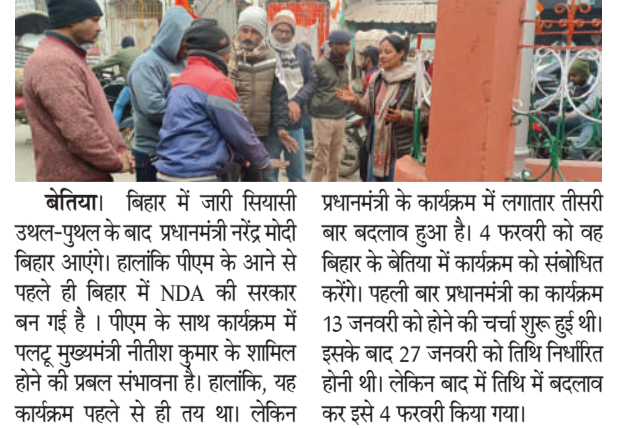 बेतिया। बिहार में जारी सियासी
उथल-पुथल के बाद प्रधानमंत्री नरेंद्र मोदी
बिहार आएंगे। हालांकि पीएम के आने से
पहले ही बिहार में NDA की सरकार
बन गई है । पीएम के साथ कार्यक्रम में
पलटू मुख्यमंत्री नीतीश कुमार के शामिल
होने की प्रबल संभावना है। हालांकि, यह
कार्यक्रम पहले से ही तय था। लेकिन
प्रधानमंत्री के कार्यक्रम में लगातार तीसरी
बार बदलाव हुआ है। 4 फरवरी को वह
बिहार के बेतिया में कार्यक्रम को संबोधित
करेंगे। पहली बार प्रधानमंत्री का कार्यक्रम
13 जनवरी को होने की चर्चा शुरू हुई थी।
इसके बाद 27 जनवरी को तिथि निर्धारित
होनी थी। लेकिन बाद में तिथि में बदलाव
कर इसे 4 फरवरी किया गया।